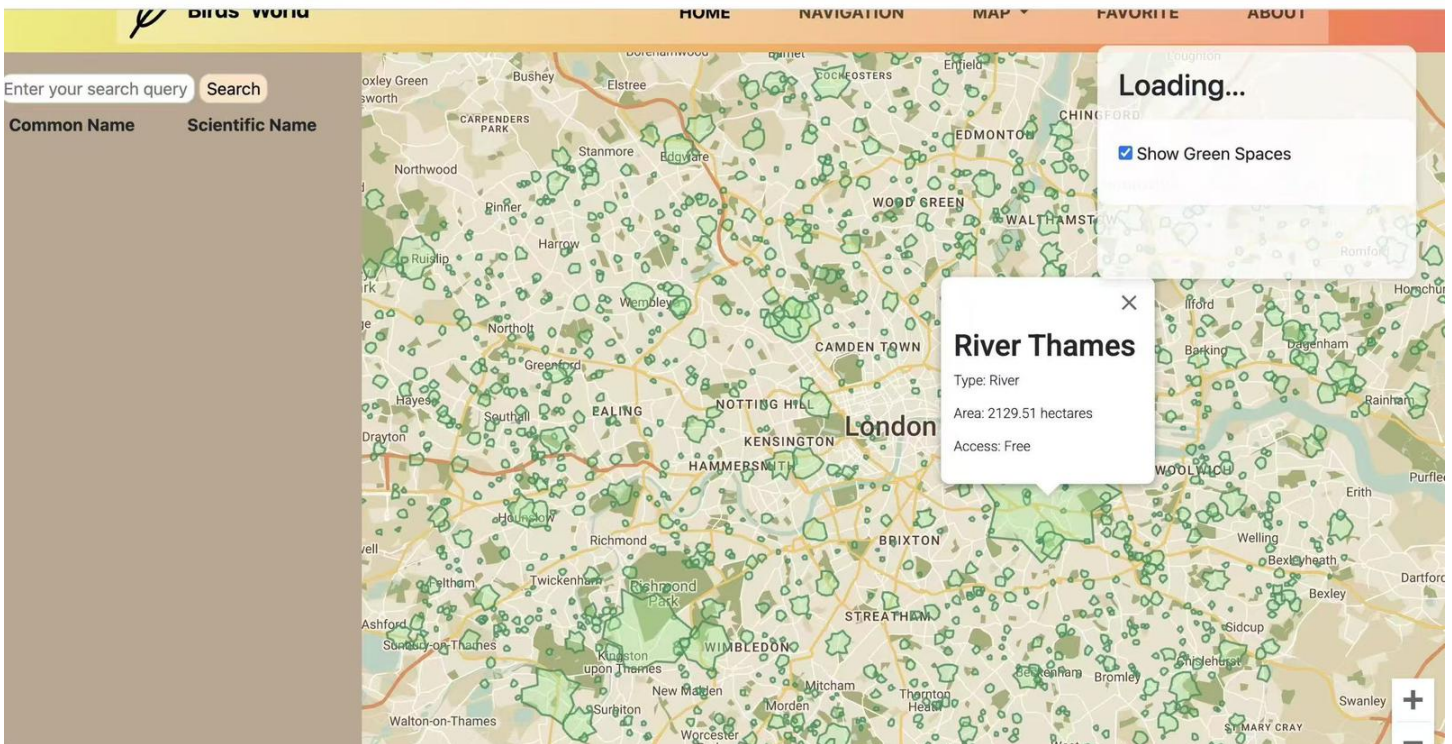 Birds' World
HOME
NAVIGATION
MAP
FAVORITE
ABOUT
Enter your search query
Search
Common Name
Scientific Name
Loading...
Show Green Spaces
River Thames
Type: River
Area: 2129.51 hectares
Access: Free
Borehamwood
Barnet
Enfield
Loughton
oxley Green
sworth
Bushey
Elstree
COCKFOSTERS
CHINGFORD
CARPENDERS
PARK
EDMONTON
Stanmore
Edgware
Northwood
Pinner
WOOD GREEN
WALTHAMSTOW
Harrow
Ruislip
Romford
rk
Wembley
Hornchur
Ilford
Northolt
CAMDEN TOWN
Barking
Dagenham
Greenford
Hayes
Southall
EALING
NOTTING HILL
Rainham
Drayton
London
KENSINGTON
HAMMERSMITH
WOOLWICH
Purflee
Erith
Hounslow
Richmond
BRIXTON
Welling
Bexleyheath
well
Feltham
Twickenham
Richmond
Park
Dartford
Bexley
Ashford
STREATHAM
Sidcup
Sunbury-on-Thames
WIMBLEDON
Kingston
upon Thames
Beckenham
Bromley
Chislehurst
New Malden
Mitcham
Thornton
Heath
Swanley
Surbiton
Morden
Walton-on-Thames
Worcester
ST MARY CRAY